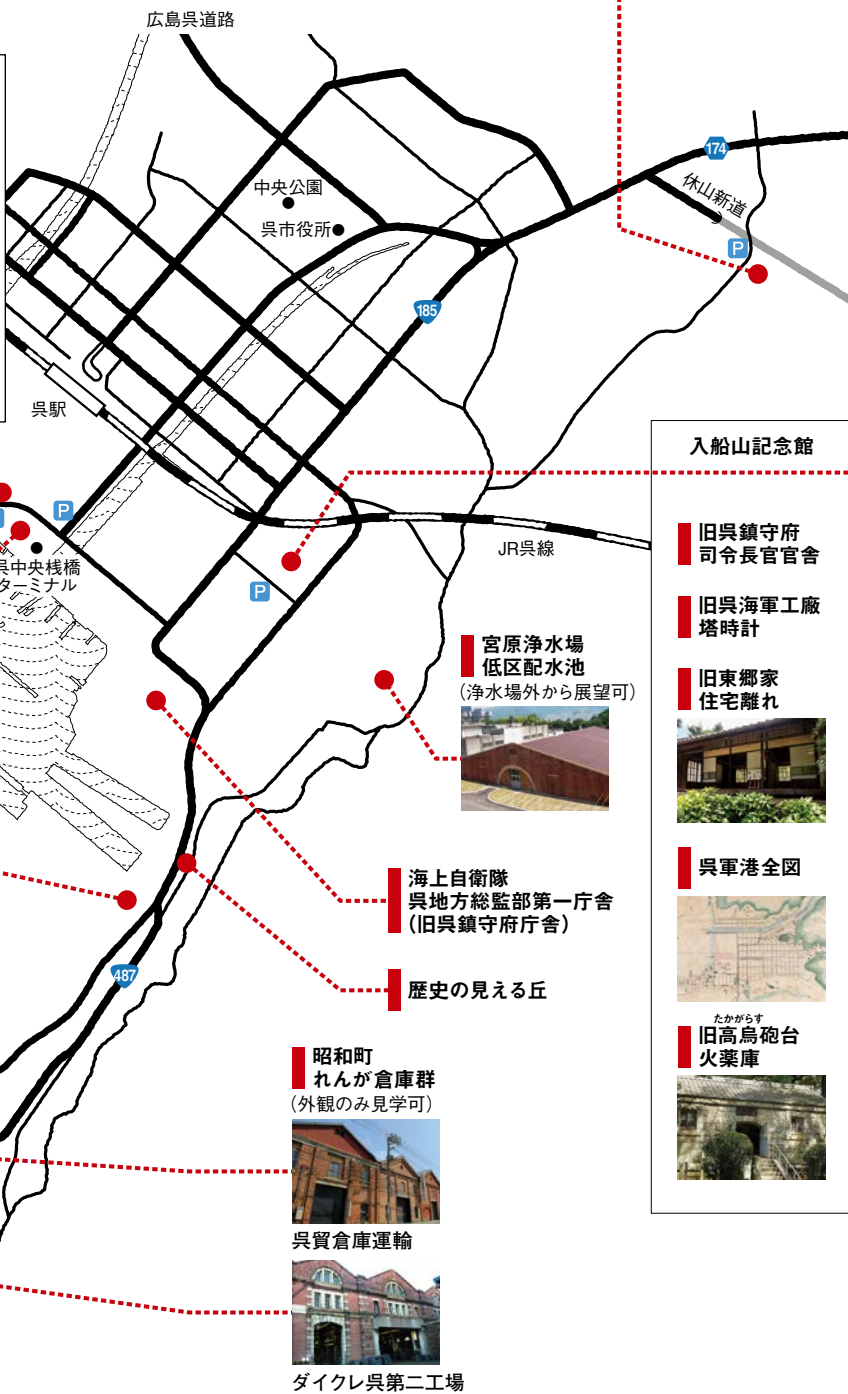 広島呉道路
中央公園
呉市役所
174
休山新道
P
185
呉駅
P
呉中央桟橋
ターミナル
JR呉線
P
487
入船山記念館
旧呉鎮守府
司令長官官舎
旧呉海軍工廠
塔時計
旧東郷家
住宅離れ
呉軍港全図
たかがらす
旧高烏砲台
火薬庫
宮原浄水場
低区配水池
(浄水場外から展望可)
海上自衛隊
呉地方総監部第一庁舎
(旧呉鎮守府庁舎)
歴史の見える丘
昭和町
れんが倉庫群
(外観のみ見学可)
呉貿倉庫運輸
ダイクレ呉第二工場